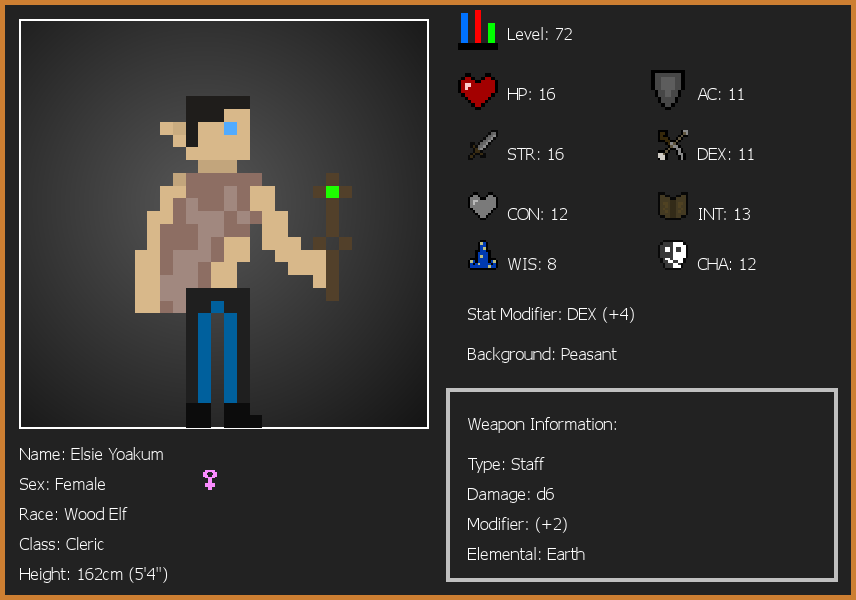 Level: 72
HP: 16
AC: 11
STR: 16
DEX: 11
CON: 12
INT: 13
WIS: 8
CHA: 12
Stat Modifier: DEX (+4)
Background: Peasant
Weapon Information:
Type: Staff
Damage: d6
Modifier: (+2)
Elemental: Earth
Name: Elsie Yoakum
Sex: Female
Race: Wood Elf
Class: Cleric
Height: 162cm (5'4")